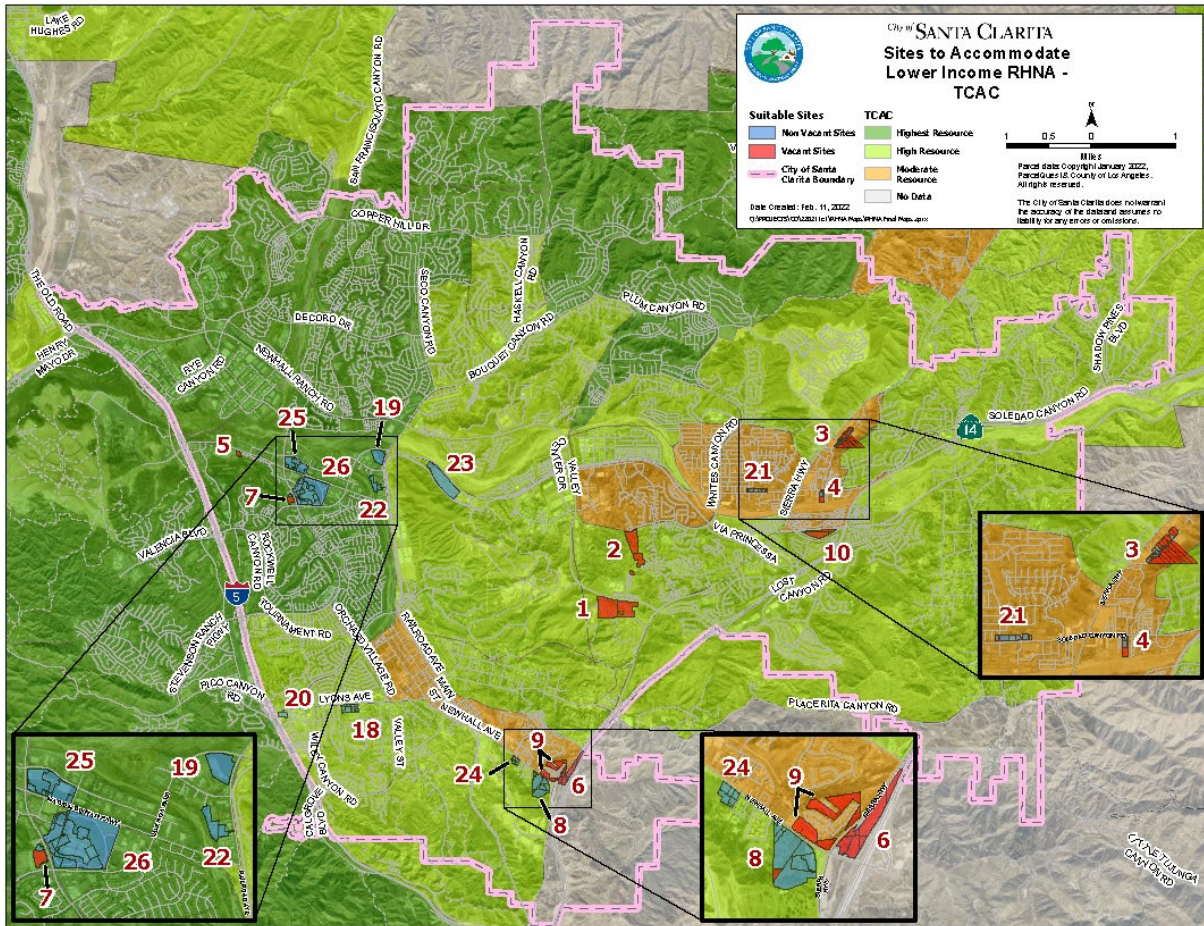 LAKE
HUGHES RD
SAN FRANCISQUITO CANYON RD
City of SANTA CLARITA
Sites to Accommodate
Lower Income RHNA -
TCAC
Suitable Sites
Non Vacant Sites
Vacant Sites
City of Santa
Clarita Boundary
TCAC
Highest Resource
High Resource
Moderate
Resource
No Data
1 0.5 0 1
Miles
Parcel data: Copyright January 2022,
ParcelQuest & County of Los Angeles.
All rights reserved.
The City of Santa Clarita does not warrant
the accuracy of the data and assumes no
liability for any errors or omissions.
Date Created: Feb. 11, 2022
COPPER HILL DR
HASKELL CANYON
RD
SECO CANYON
RD
PLUM CANYON RD
THE OLD ROAD
DECORO DR
BOUQUET CANYON RD
HENRY
MAYO DR
RYE
CANYON RD
NEWHALL RANCH RD
SHADOW PINES
BLVD
SOLEDAD CANYON RD
14
25
19
5
26
23
7
22
VALLEY
CENTER DR
WHITES CANYON RD
21
SIERRA HWY
3
4
10
VIA PRINCESSA
LOST
CANYON RD
2
1
VALENCIA BLVD
ROCKWELL
CANYON RD
5
TOURNAMENT RD
STEVENSON RANCH
PKWY
PICO CANYON
RD
ORCHARD VILLAGE RD
RAILROAD AVE
MAIN
ST
NEWHALL AVE
LYONS AVE
20
18
VALLEY ST
WILEY CANYON RD
CALGROVE
BLVD
24
9
6
8
PLACERITA CANYON RD
CANYON RD
21
3
SOLEDAD CANYON RD
4
25
19
26
22
7
24
9
NEWHALL AVE
8
6
SIERRA
HWY